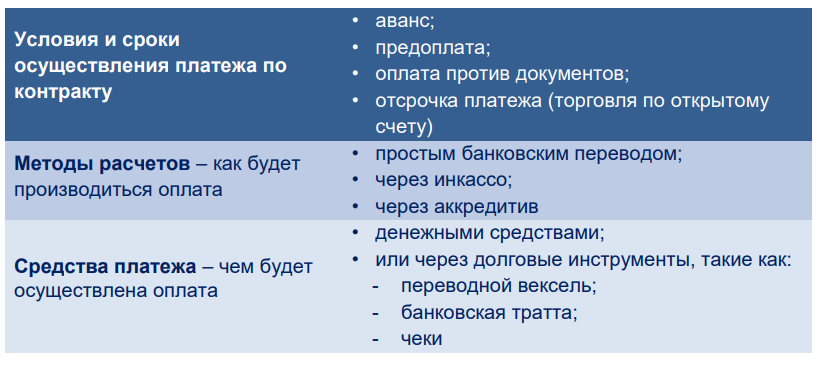 Условия и сроки
осуществления платежа по
контракту
• аванс;
• предоплата;
• оплата против документов;
• отсрочка платежа (торговля по открытому
счету)
Методы расчетов – как будет
производиться оплата
• простым банковским переводом;
• через инкассо;
• через аккредитив
Средства платежа – чем будет
осуществлена оплата
• денежными средствами;
• или через долговые инструменты, такие как:
- переводной вексель;
- банковская тратта;
- чеки